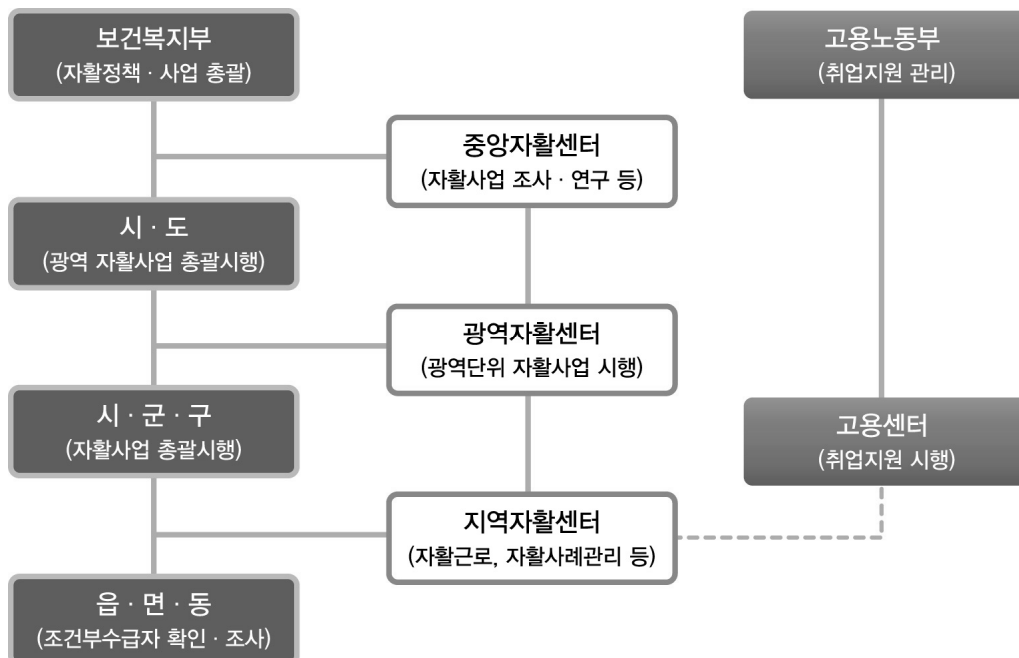 보건복지부
(자활정책 · 사업 총괄)
고용노동부
(취업지원 관리)
중앙자활센터
(자활사업 조사 · 연구 등)
시 · 도
(광역 자활사업 총괄시행)
광역자활센터
(광역단위 자활사업 시행)
시 · 군 · 구
(자활사업 총괄시행)
고용센터
(취업지원 시행)
지역자활센터
(자활근로, 자활사례관리 등)
읍 · 면 · 동
(조건부수급자 확인 · 조사)